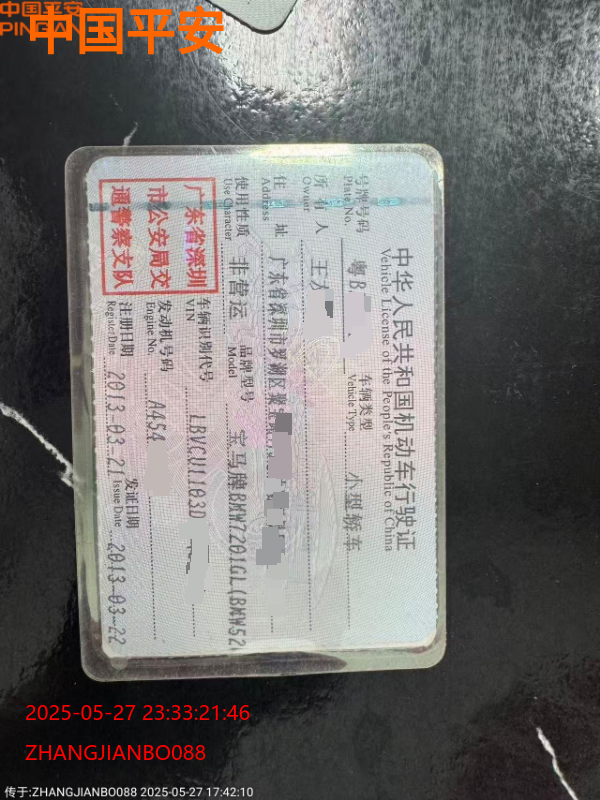 中国平安
PIN
中国平安
中华人民共和国机动车行驶证
Vehicle License of the People's Republic of China
号牌号码 粤B. 车辆类型 小型轿车
Plate No. Vehicle Type
所有人 王
Owner
住址 广东省深圳市罗湖区
Address
使用性质 非营运 品牌型号 宝马牌BMW7201GL(BMW52
Use Character Model
广东省深圳
市公安局交
通警察支队
车辆识别代号 LBVCU1103D
VIN
发动机号码 A454
Engine No.
注册日期 2013-03-21 发证日期 2013-03-22
Register Date Issue Date
2025-05-27 23:33:21:46
ZHANGJIANBO088
传于:ZHANGJIANBO088 2025-05-27 17:42:10